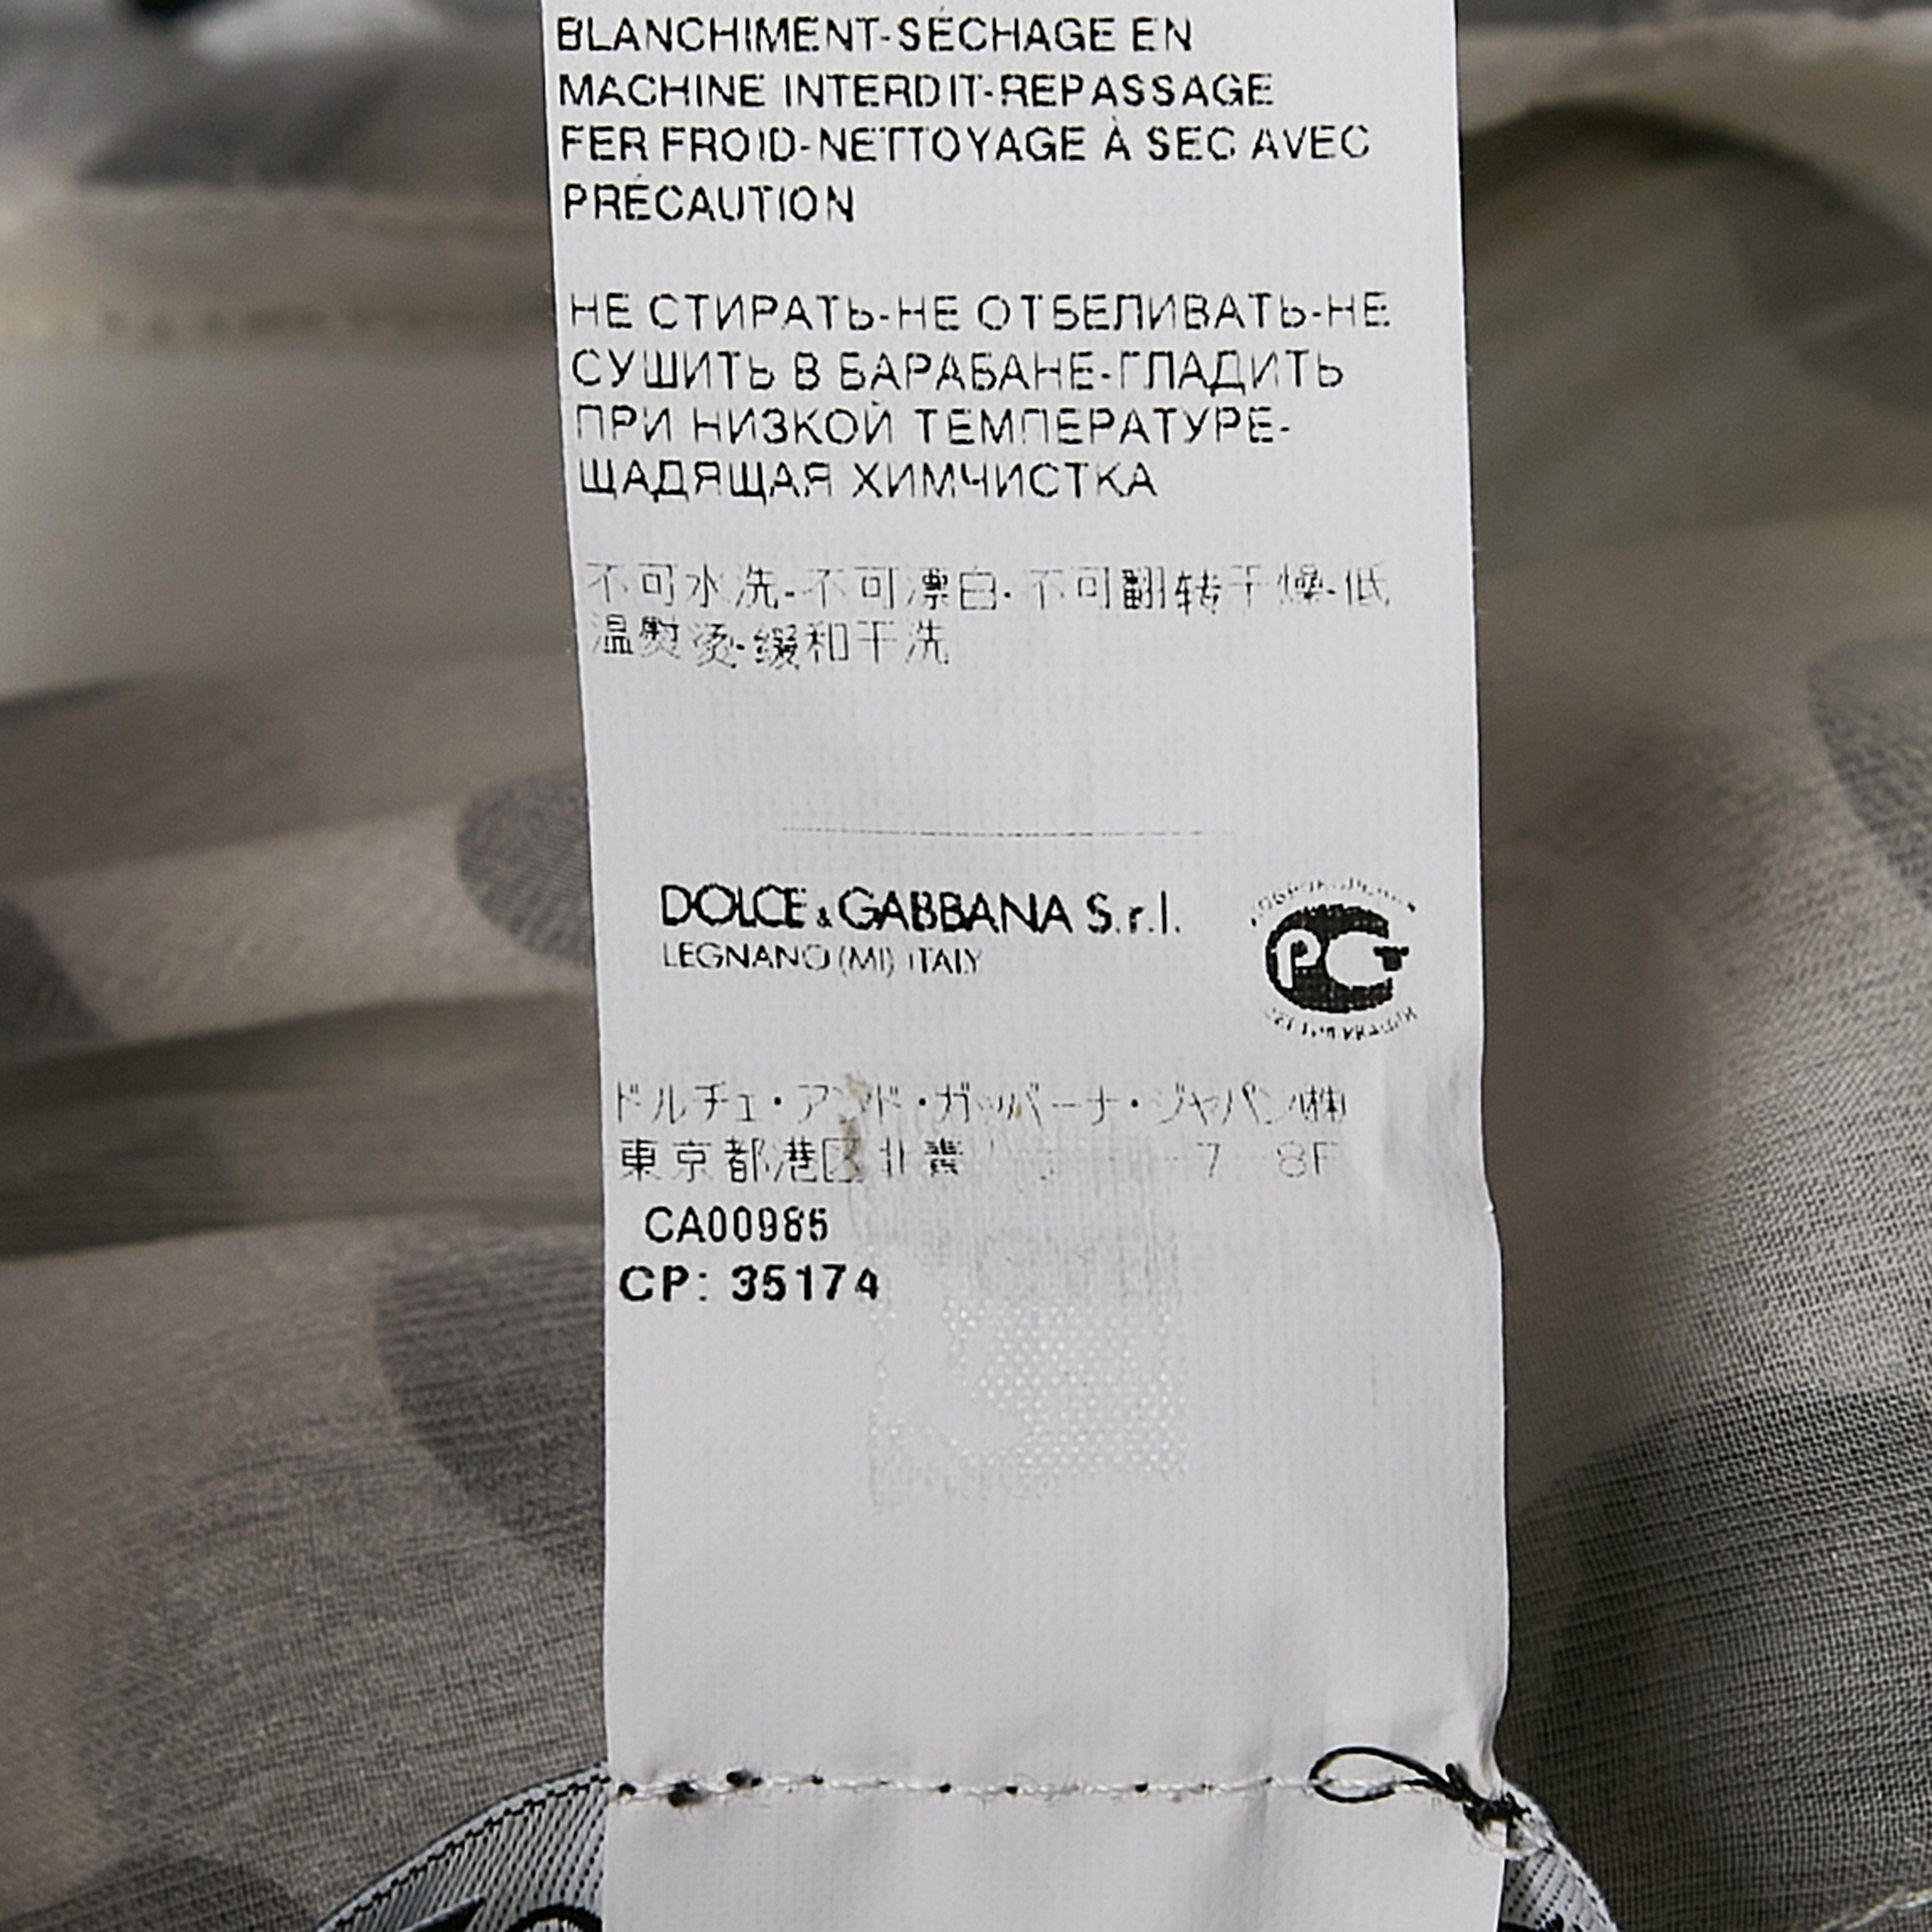 BLANCHIMENT-SÉCHAGE EN
MACHINE INTERDIT-REPASSAGE
FER FROID-NETTOYAGE À SEC AVEC
PRÉCAUTION
НЕ СТИРАТЬ-НЕ ОТБЕЛИВАТЬ-НЕ
СУШИТЬ В БАРАБАНЕ-ГЛАДИТЬ
ПРИ НИЗКОЙ ТЕМПЕРАТУРЕ-
ЩАДЯЩАЯ ХИМЧИСТКА
不可水洗-不可漂白-不可翻转干燥-低
温熨烫-缓和干洗
DOLCE & GABBANA S.r.l.
LEGNANO (MI) ITALY
РСТ
ドルチェ・アンド・ガッバーナ・ジャパン㈱
東京都港区北 7 8F
CA00985
CP: 35174